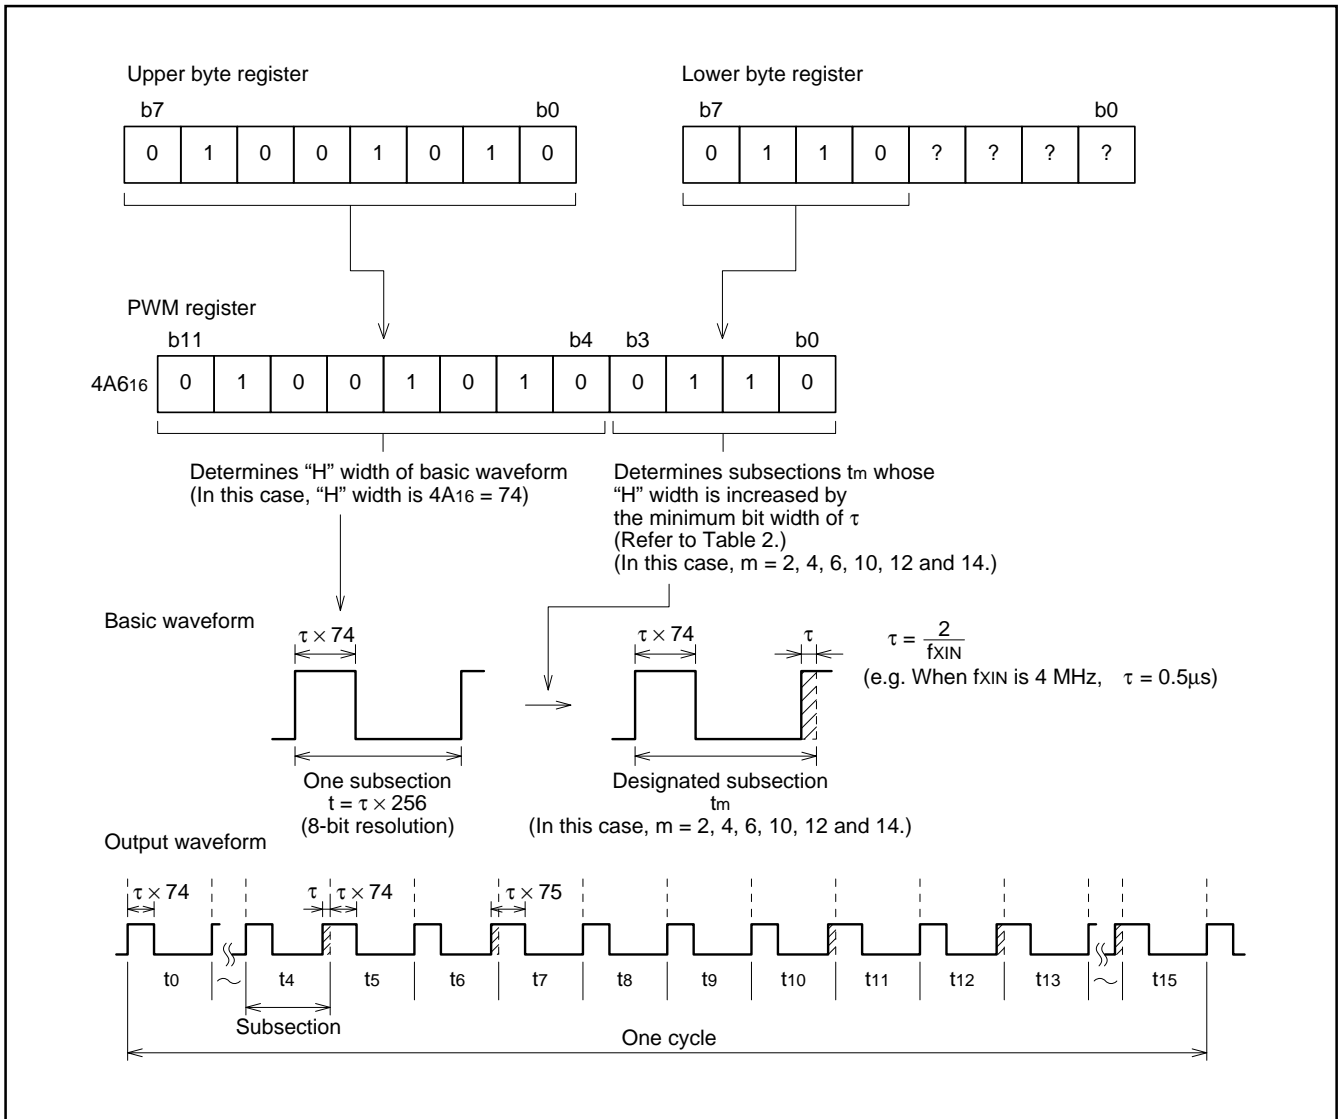 Upper byte register
Lower byte register
b7 b0
b7 b0
0 1 0 0 1 0 1 0
0 1 1 0 ? ? ? ?
PWM register
b11 b4 b3 b0
4A616 0 1 0 0 1 0 1 0 0 1 1 0
Determines “H” width of basic waveform
(In this case, “H” width is 4A16 = 74)
Determines subsections tm whose
“H” width is increased by
the minimum bit width of τ
(Refer to Table 2.)
(In this case, m = 2, 4, 6, 10, 12 and 14.)
Basic waveform
τ × 74
τ × 74
τ
τ = 2/fXIN
(e.g. When fXIN is 4 MHz, τ = 0.5µs)
One subsection
t = τ × 256
(8-bit resolution)
Designated subsection
tm
(In this case, m = 2, 4, 6, 10, 12 and 14.)
Output waveform
τ × 74 τ τ × 74 τ × 75
t0 t4 t5 t6 t7 t8 t9 t10 t11 t12 t13 t15
Subsection
One cycle